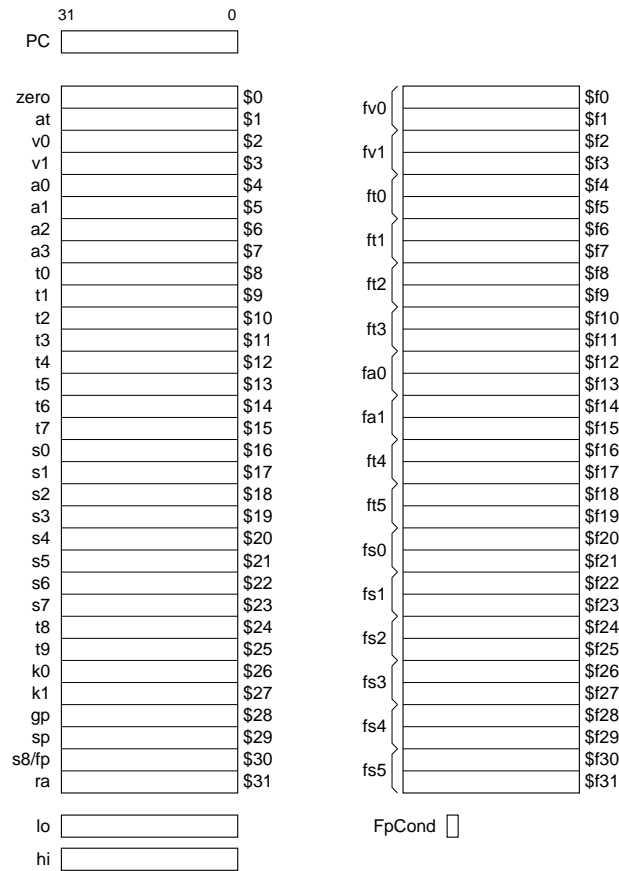 31 0
PC
zero $0
at $1
v0 $2
v1 $3
a0 $4
a1 $5
a2 $6
a3 $7
t0 $8
t1 $9
t2 $10
t3 $11
t4 $12
t5 $13
t6 $14
t7 $15
s0 $16
s1 $17
s2 $18
s3 $19
s4 $20
s5 $21
s6 $22
s7 $23
t8 $24
t9 $25
k0 $26
k1 $27
gp $28
sp $29
s8/fp $30
ra $31
lo
hi
fv0 $f0
$f1
fv1 $f2
$f3
ft0 $f4
$f5
ft1 $f6
$f7
ft2 $f8
$f9
ft3 $f10
$f11
fa0 $f12
$f13
fa1 $f14
$f15
ft4 $f16
$f17
ft5 $f18
$f19
fs0 $f20
$f21
fs1 $f22
$f23
fs2 $f24
$f25
fs3 $f26
$f27
fs4 $f28
$f29
fs5 $f30
$f31
FpCond